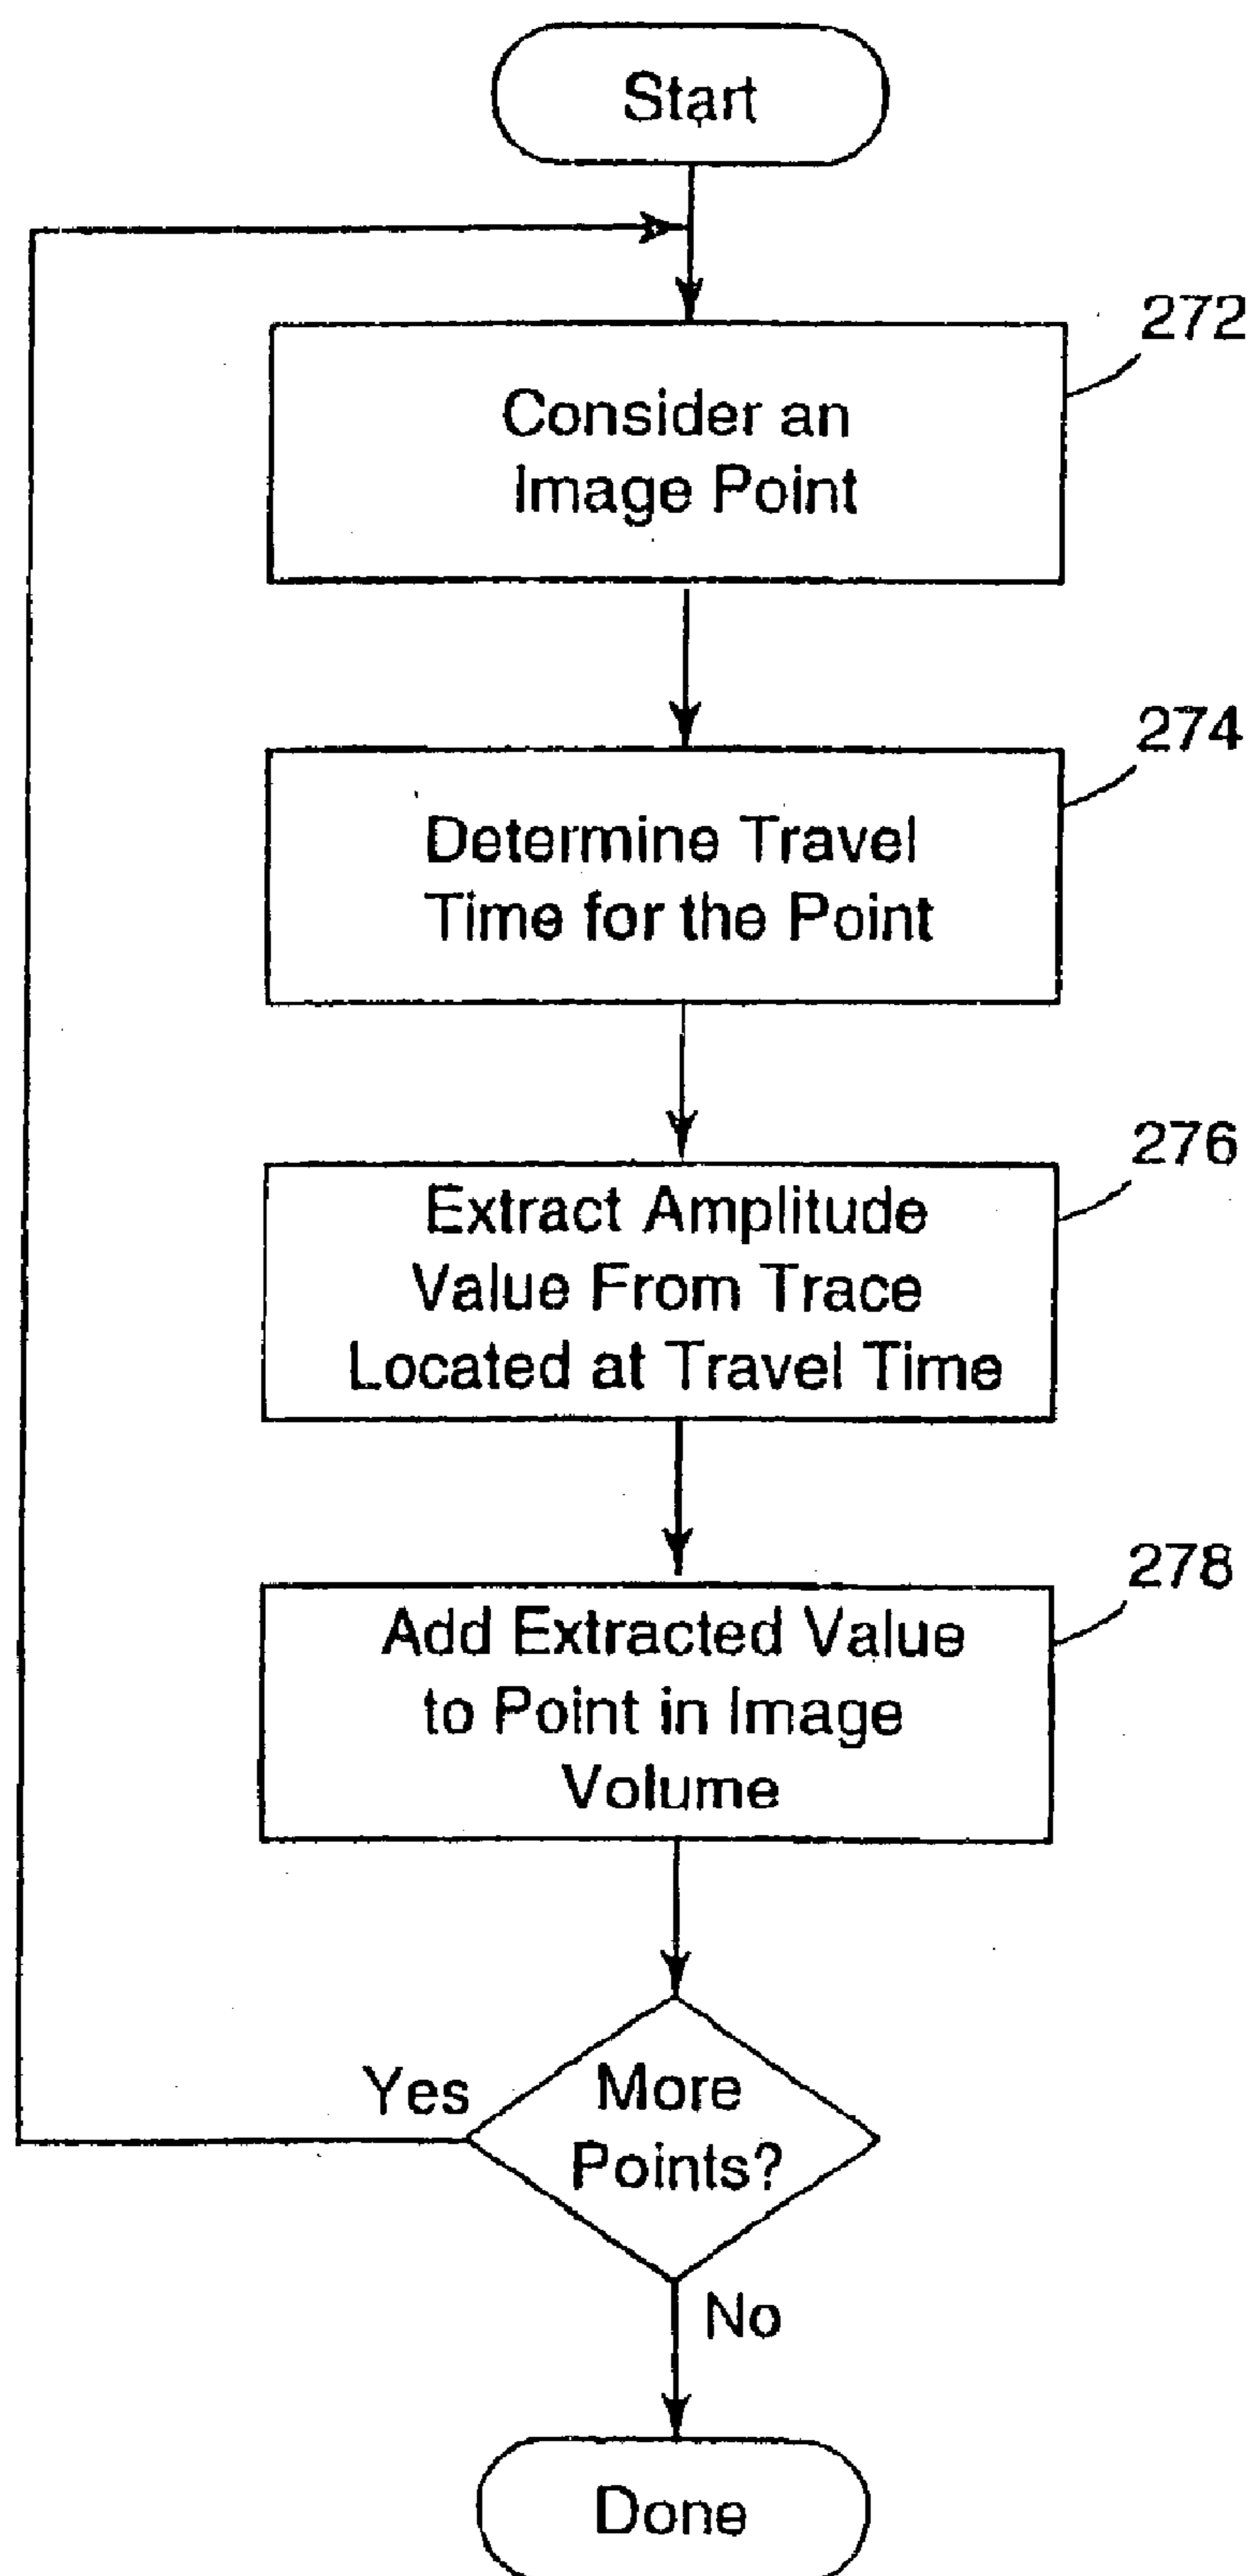 Start
272
Consider an
Image Point
274
Determine Travel
Time for the Point
276
Extract Amplitude
Value From Trace
Located at Travel Time
278
Add Extracted Value
to Point in Image
Volume
Yes
More
Points?
No
Done